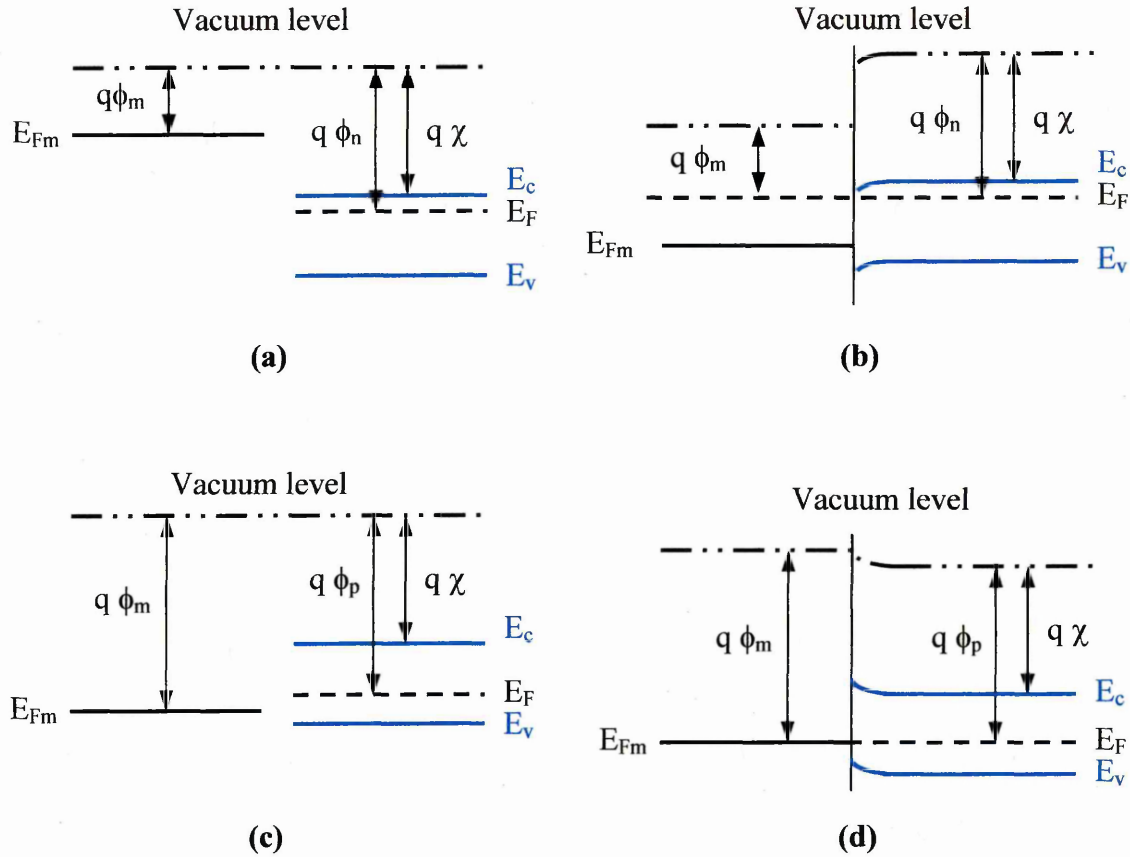 Vacuum level
qϕm
EFm
q ϕn
q χ
Ec
EF
Ev
(a)
Vacuum level
q ϕm
q ϕn
q χ
Ec
EF
EFm
Ev
(b)
Vacuum level
q ϕm
q ϕp
q χ
Ec
EF
EFm
Ev
(c)
Vacuum level
q ϕm
q ϕp
q χ
Ec
EFm
EF
Ev
(d)